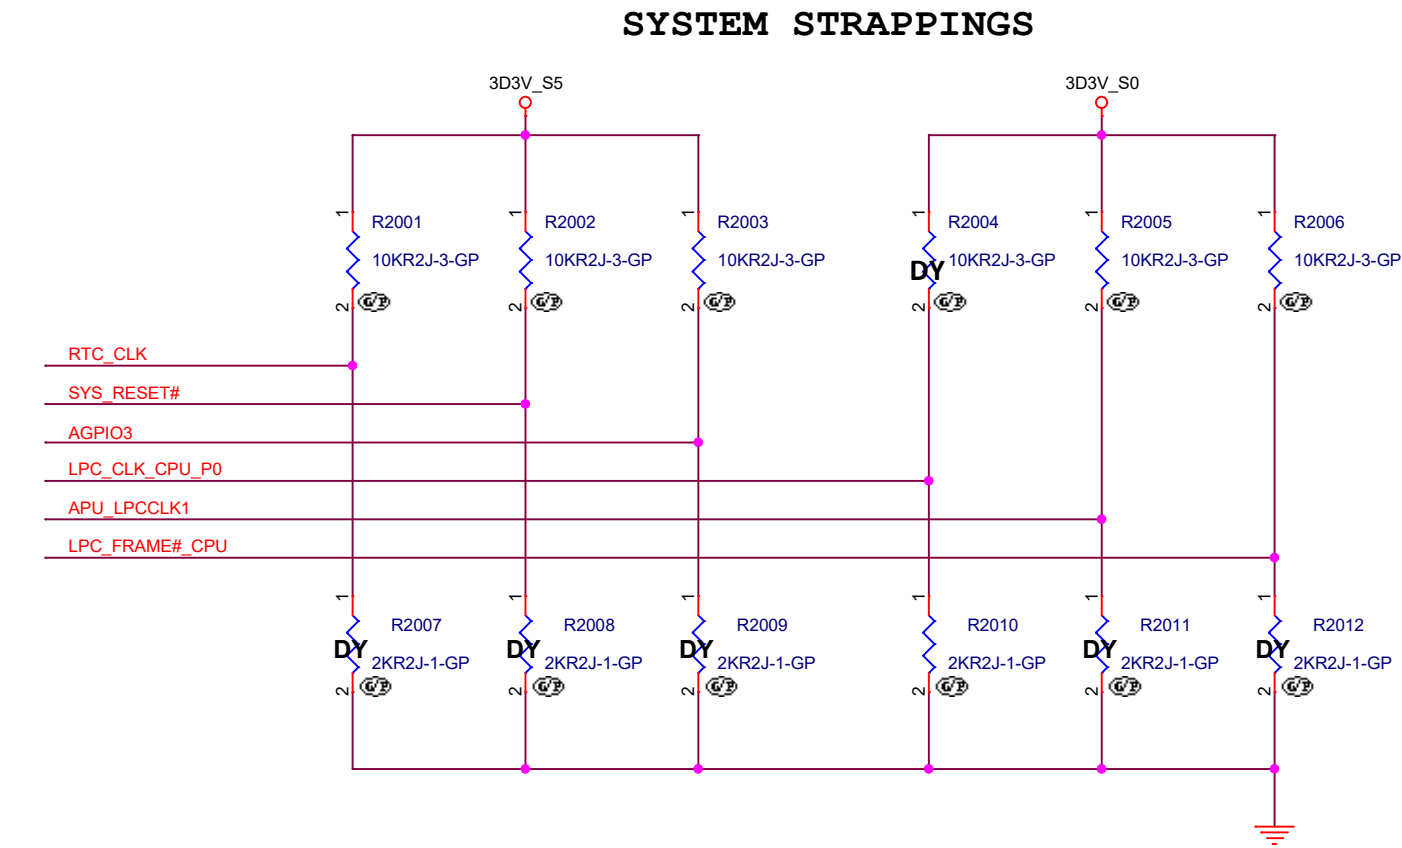 SYSTEM STRAPPINGS
3D3V_S5
3D3V_S0
1 R2001
10KR2J-3-GP
2 G/P
1 R2002
10KR2J-3-GP
2 G/P
1 R2003
10KR2J-3-GP
2 G/P
1 R2004
DY 10KR2J-3-GP
2 G/P
1 R2005
10KR2J-3-GP
2 G/P
1 R2006
10KR2J-3-GP
2 G/P
RTC_CLK
SYS_RESET#
AGPIO3
LPC_CLK_CPU_P0
APU_LPCCLK1
LPC_FRAME#_CPU
1 R2007
DY 2KR2J-1-GP
2 G/P
1 R2008
DY 2KR2J-1-GP
2 G/P
1 R2009
DY 2KR2J-1-GP
2 G/P
1 R2010
2KR2J-1-GP
2 G/P
1 R2011
DY 2KR2J-1-GP
2 G/P
1 R2012
DY 2KR2J-1-GP
2 G/P